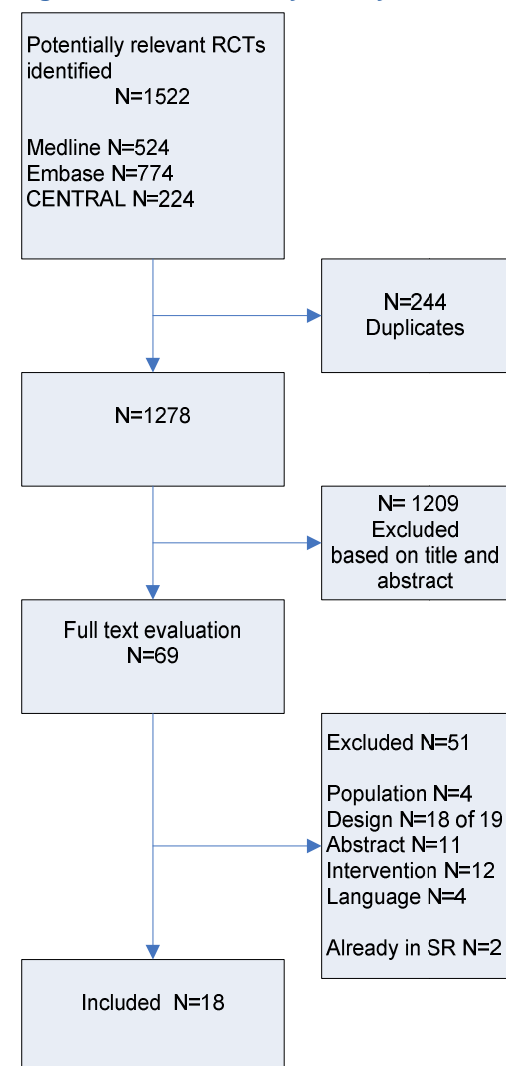 Potentially relevant RCTs
identified
N=1522
Medline N=524
Embase N=774
CENTRAL N=224
N=244
Duplicates
N=1278
N= 1209
Excluded
based on title and
abstract
Full text evaluation
N=69
Excluded N=51
Population N=4
Design N=18 of 19
Abstract N=11
Intervention N=12
Language N=4
Already in SR N=2
Included N=18